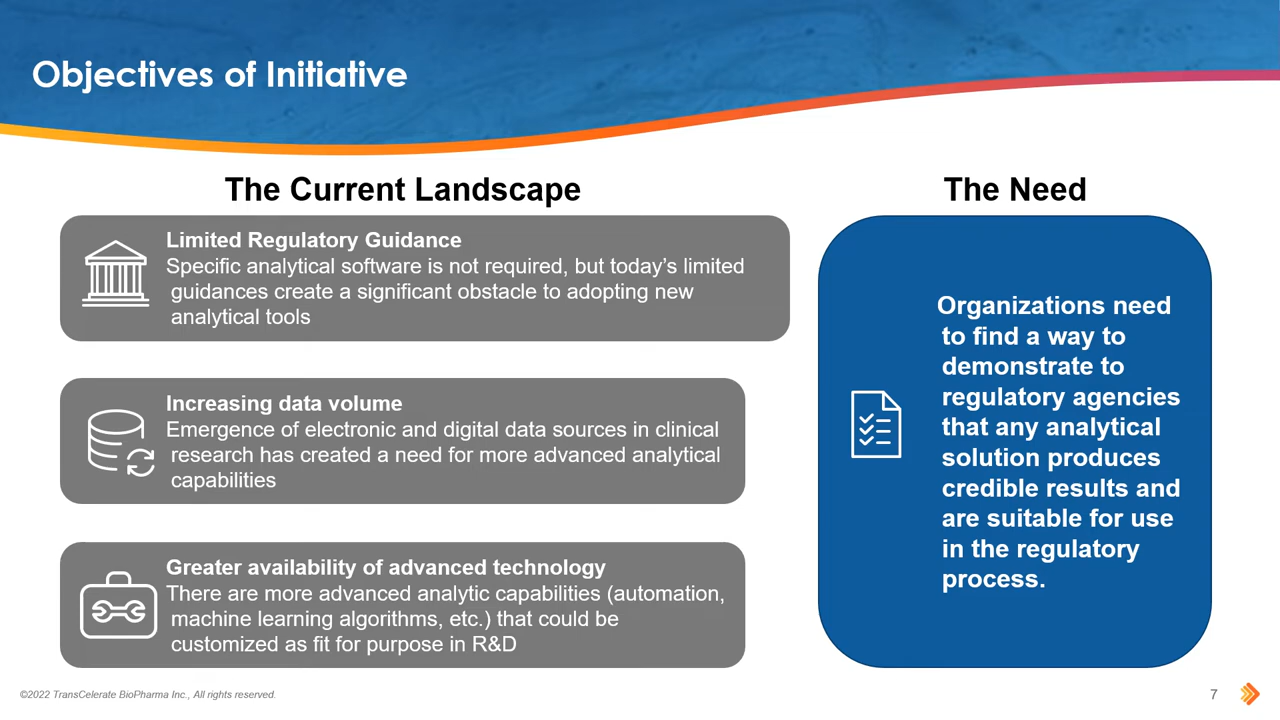 Objectives of Initiative
The Current Landscape
Limited Regulatory Guidance
Specific analytical software is not required, but today’s limited
guidances create a significant obstacle to adopting new
analytical tools
Increasing data volume
Emergence of electronic and digital data sources in clinical
research has created a need for more advanced analytical
capabilities
Greater availability of advanced technology
There are more advanced analytic capabilities (automation,
machine learning algorithms, etc.) that could be
customized as fit for purpose in R&D
The Need
Organizations need
to find a way to
demonstrate to
regulatory agencies
that any analytical
solution produces
credible results and
are suitable for use
in the regulatory
process.
©2022 TransCelerate BioPharma Inc., All rights reserved.
7